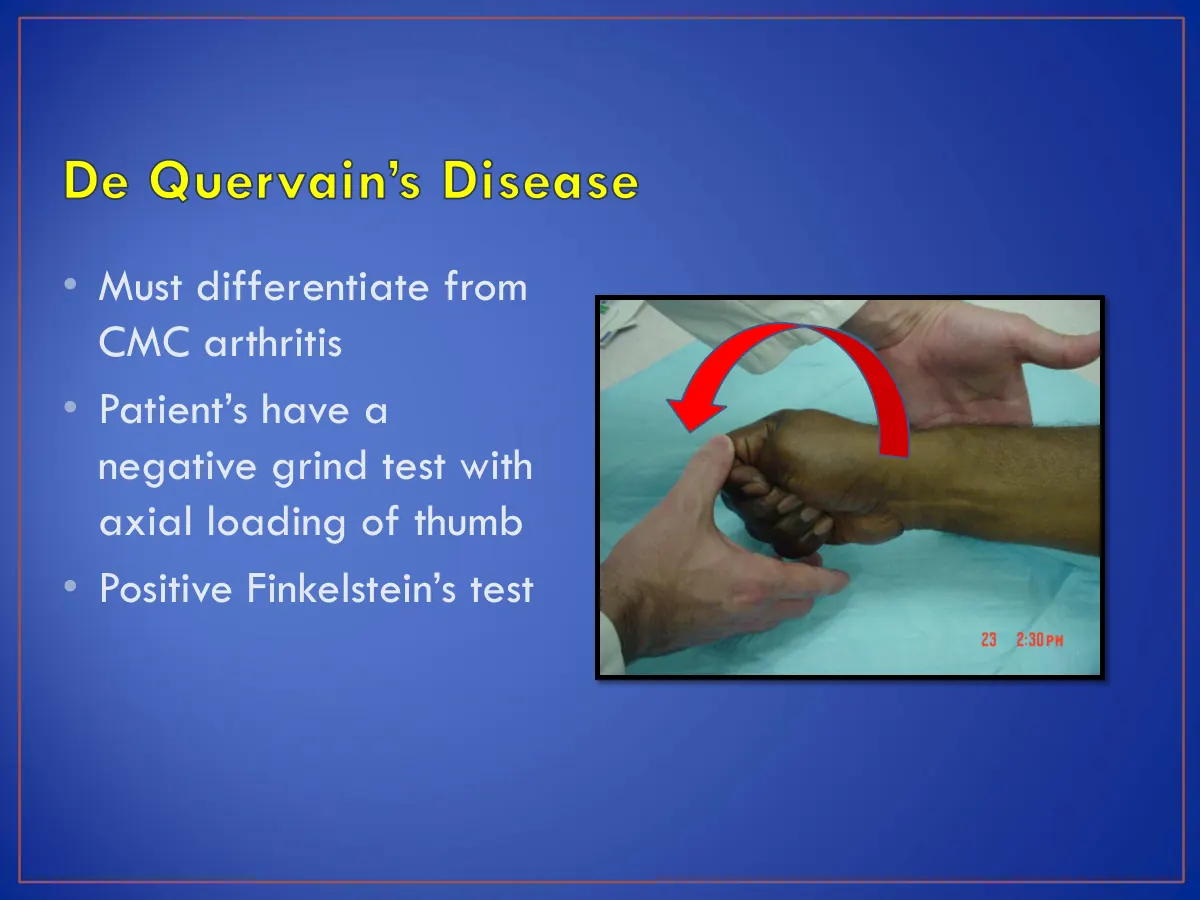 De Quervain’s Disease
• Must differentiate from
CMC arthritis
• Patient’s have a
negative grind test with
axial loading of thumb
• Positive Finkelstein’s test
23 2:30PM